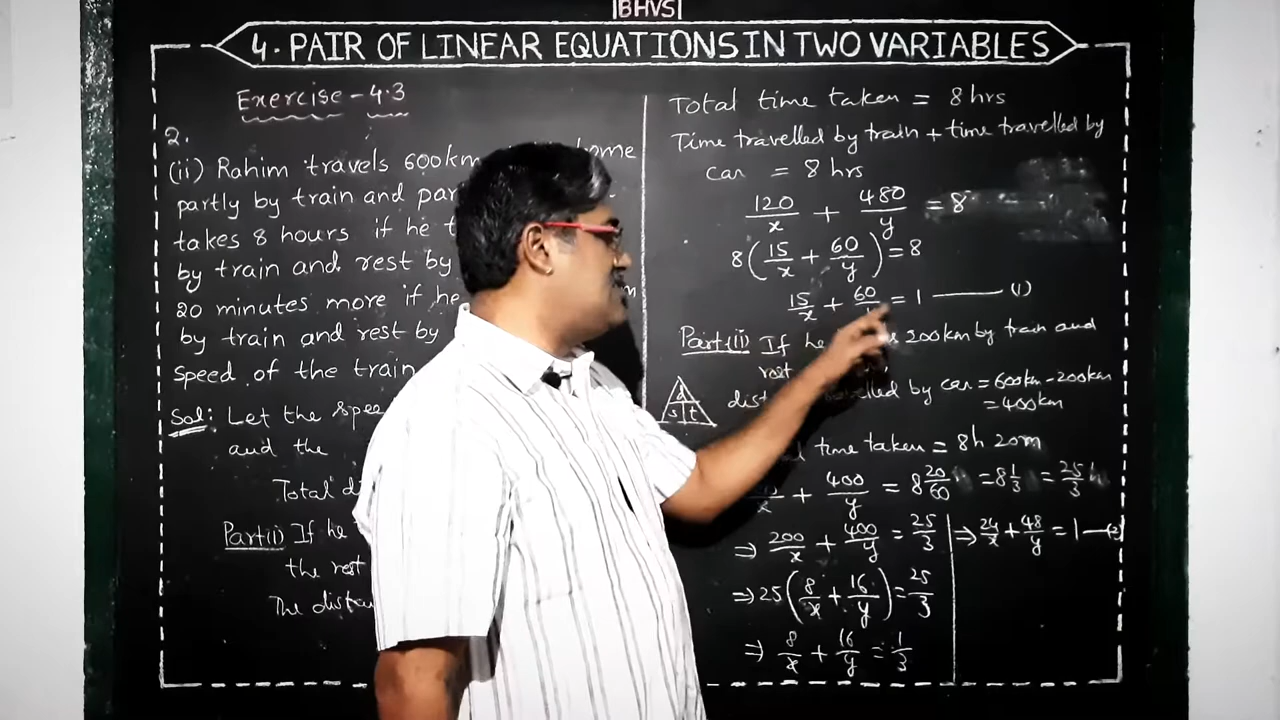 |BHVS|
4. PAIR OF LINEAR EQUATIONS IN TWO VARIABLES
Exercise - 4.3
2.
(ii) Rahim travels 600km home
partly by train and
takes 8 hours if he
by train and rest by
20 minutes more if he
by train and rest by
speed of the train
Sol: Let the
and the
Total
Part(i) If he
the rest
The
Total time taken = 8 hrs
Time travelled by train + time travelled by
car = 8 hrs
120/x + 480/y = 8
8(15/x + 60/y) = 8
15/x + 60/ = 1 —— (1)
Part(ii) If he 200km by train and
d
s t
by car = 600km - 200km
= 400km
time taken = 8h 20m
+ 400/y = 8 20/60 = 8 1/3 = 25/3 h
⇒ 200/x + 400/y = 25/3
⇒ 25(8/x + 16/y) = 25/3
⇒ 8/x + 16/y = 1/3
⇒ 24/x + 48/y = 1 — (2)